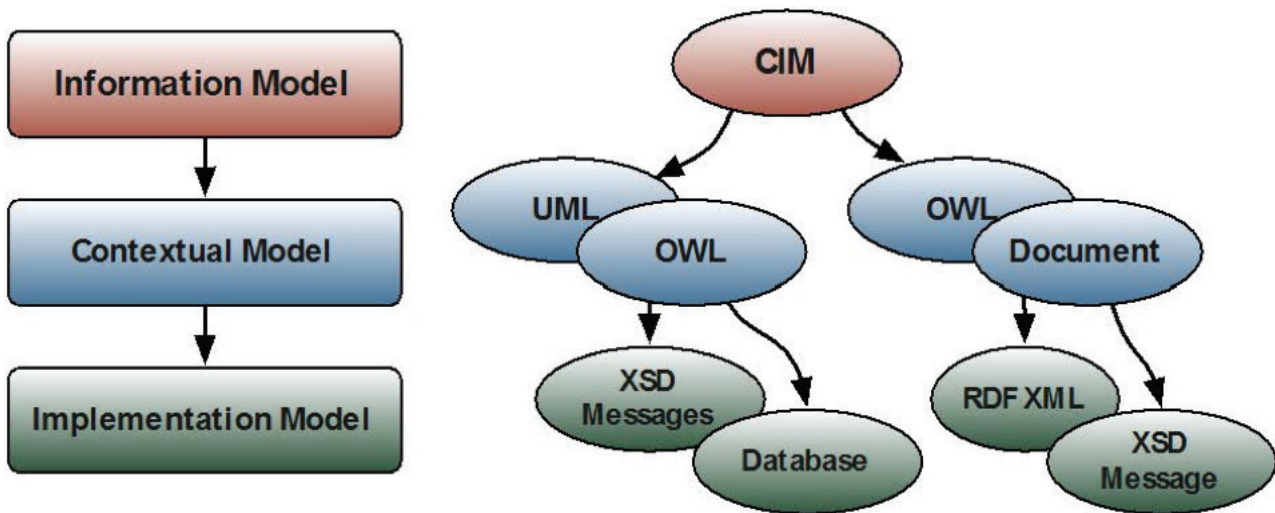 Information Model
Contextual Model
Implementation Model
CIM
UML
OWL
OWL
Document
XSD
Messages
Database
RDF XML
XSD
Message